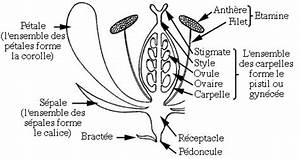 Pétale
(l'ensemble des
pétales forme
la corolle)
Anthère
Filet
Etamine
Stigmate
Style
Ovule
Ovaire
Carpelle
L'ensemble
des carpelles
forme le
pistil ou
gynécée
Sépale
(l'ensemble des
sépales forme
le calice)
Bractée
Réceptacle
Pédoncule